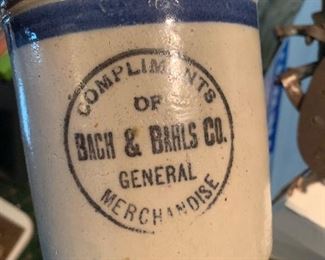 COMPLIMENTS
OF
BACH & BAHLS CO.
GENERAL
MERCHANDISE